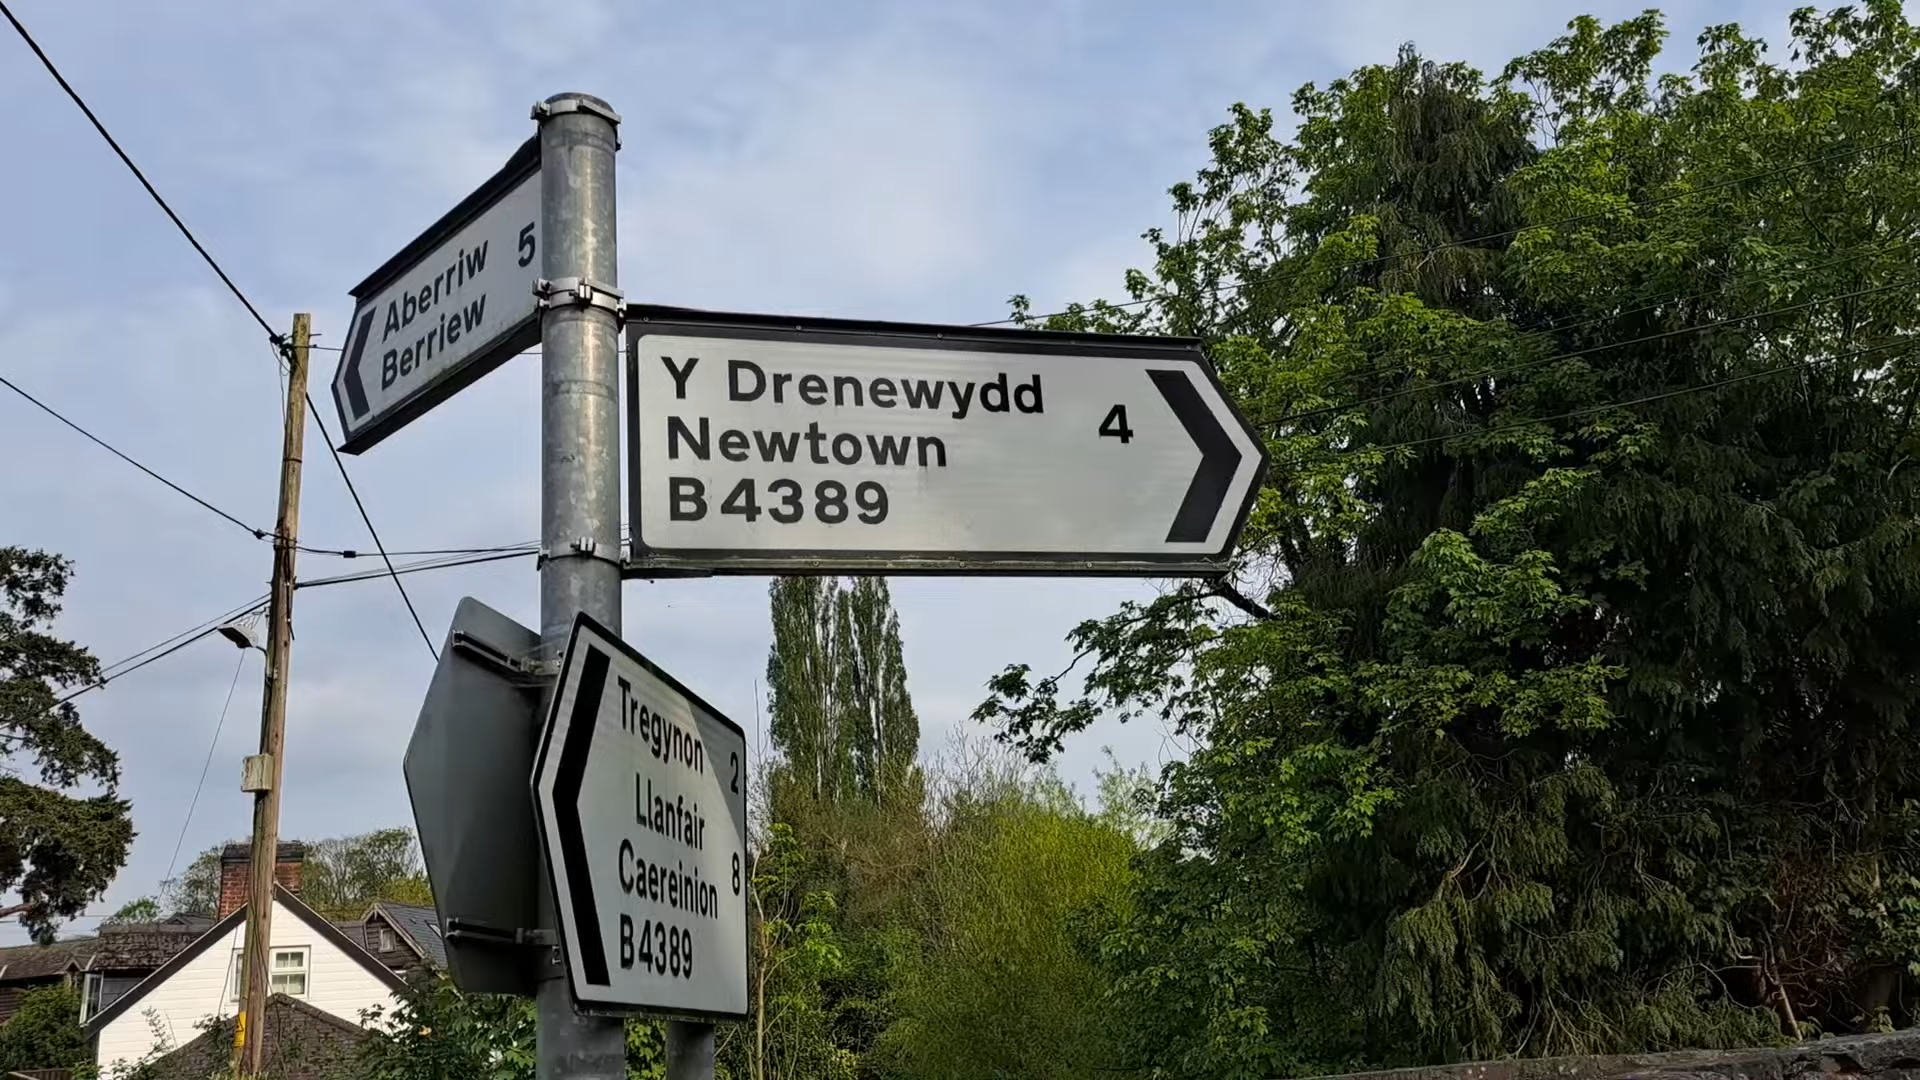 Aberriw 5
Berriew
Y Drenewydd
Newtown 4
B4389
Tregynon 2
Llanfair
Caereinion 8
B4389